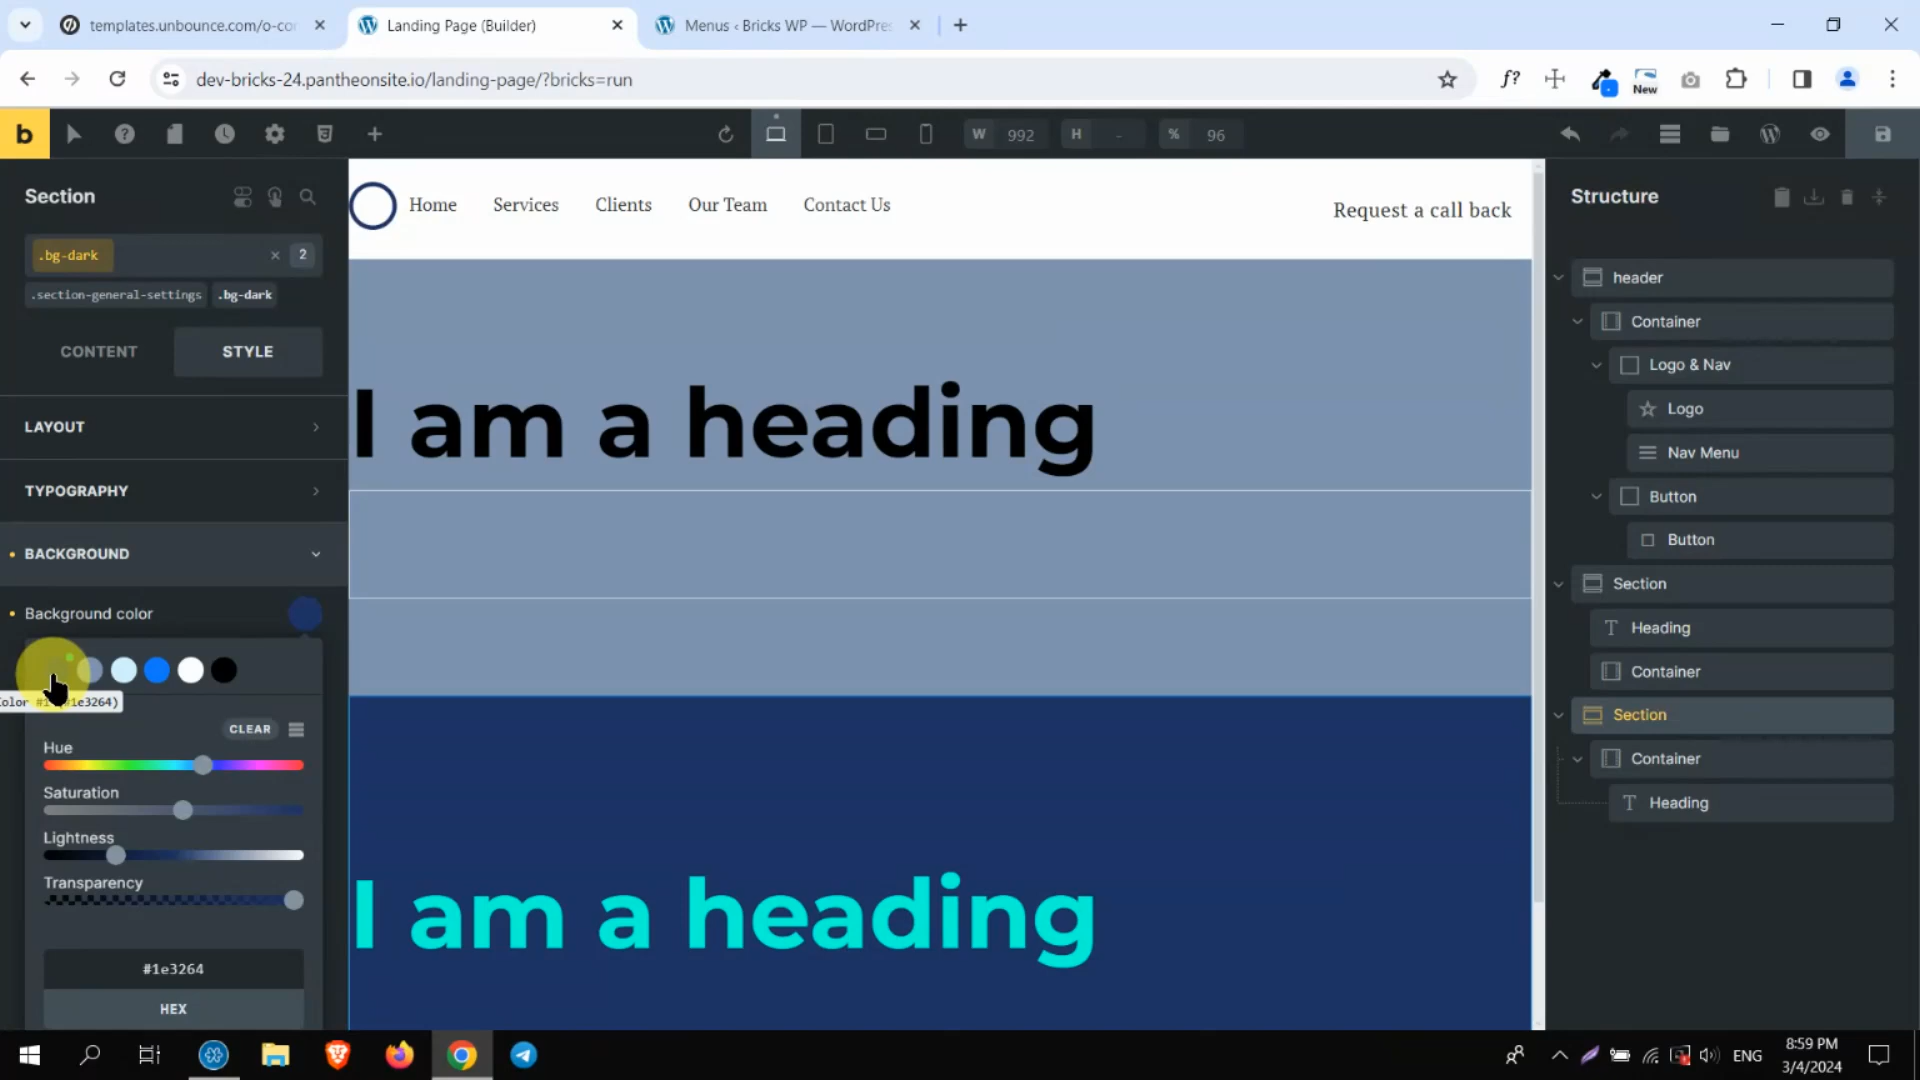 templates.unbounce.com/o-cor
Landing Page (Builder)
Menus ‹ Bricks WP — WordPres
dev-bricks-24.pantheonsite.io/landing-page/?bricks=run
f?
New
b
W 992 H - % 96
Section
.bg-dark
2
.section-general-settings .bg-dark
CONTENT STYLE
LAYOUT
TYPOGRAPHY
BACKGROUND
Background color
CLEAR
Hue
Saturation
Lightness
Transparency
#1e3264
HEX
Home Services Clients Our Team Contact Us
Request a call back
I am a heading
I am a heading
Structure
header
Container
Logo & Nav
Logo
Nav Menu
Button
Button
Section
Heading
Container
Section
Container
Heading
ENG
8:59 PM
3/4/2024